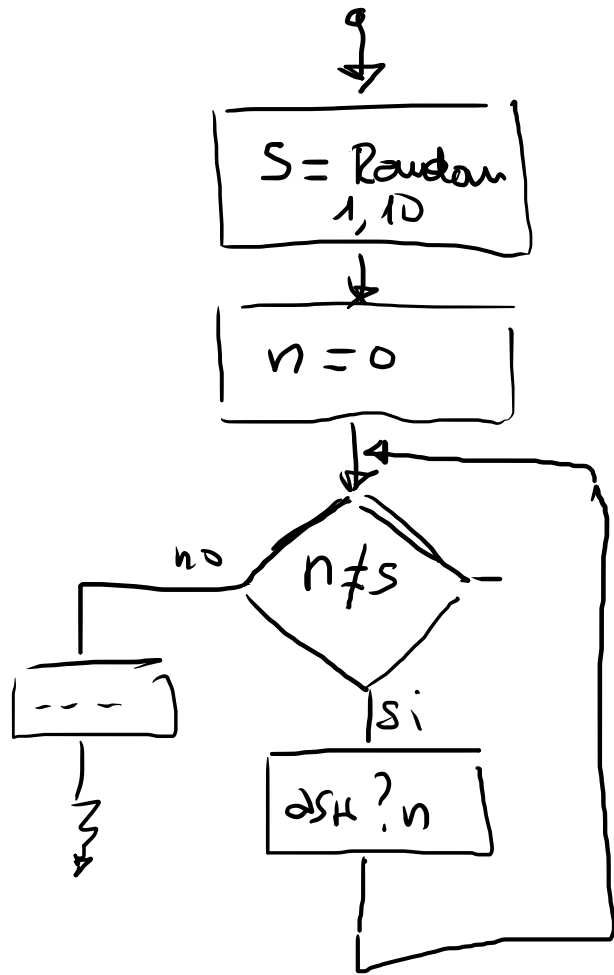 S = Random
1, 10
n = 0
n ≠ s
no
- - -
si
ask ? n